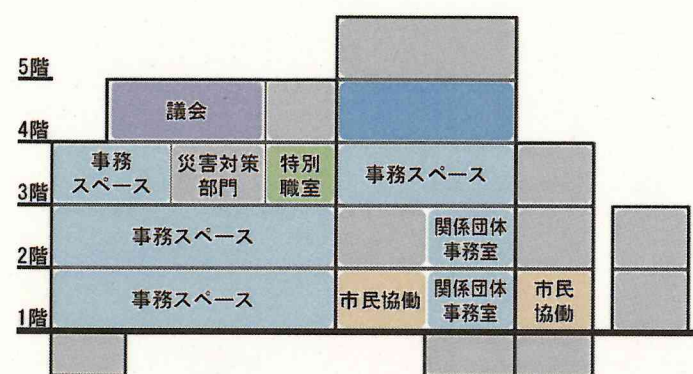 5階
議会
4階
事務
スペース
災害対策
部門
特別
職室
事務スペース
3階
事務スペース
関係団体
事務室
2階
事務スペース
市民協働
関係団体
事務室
市民
協働
1階